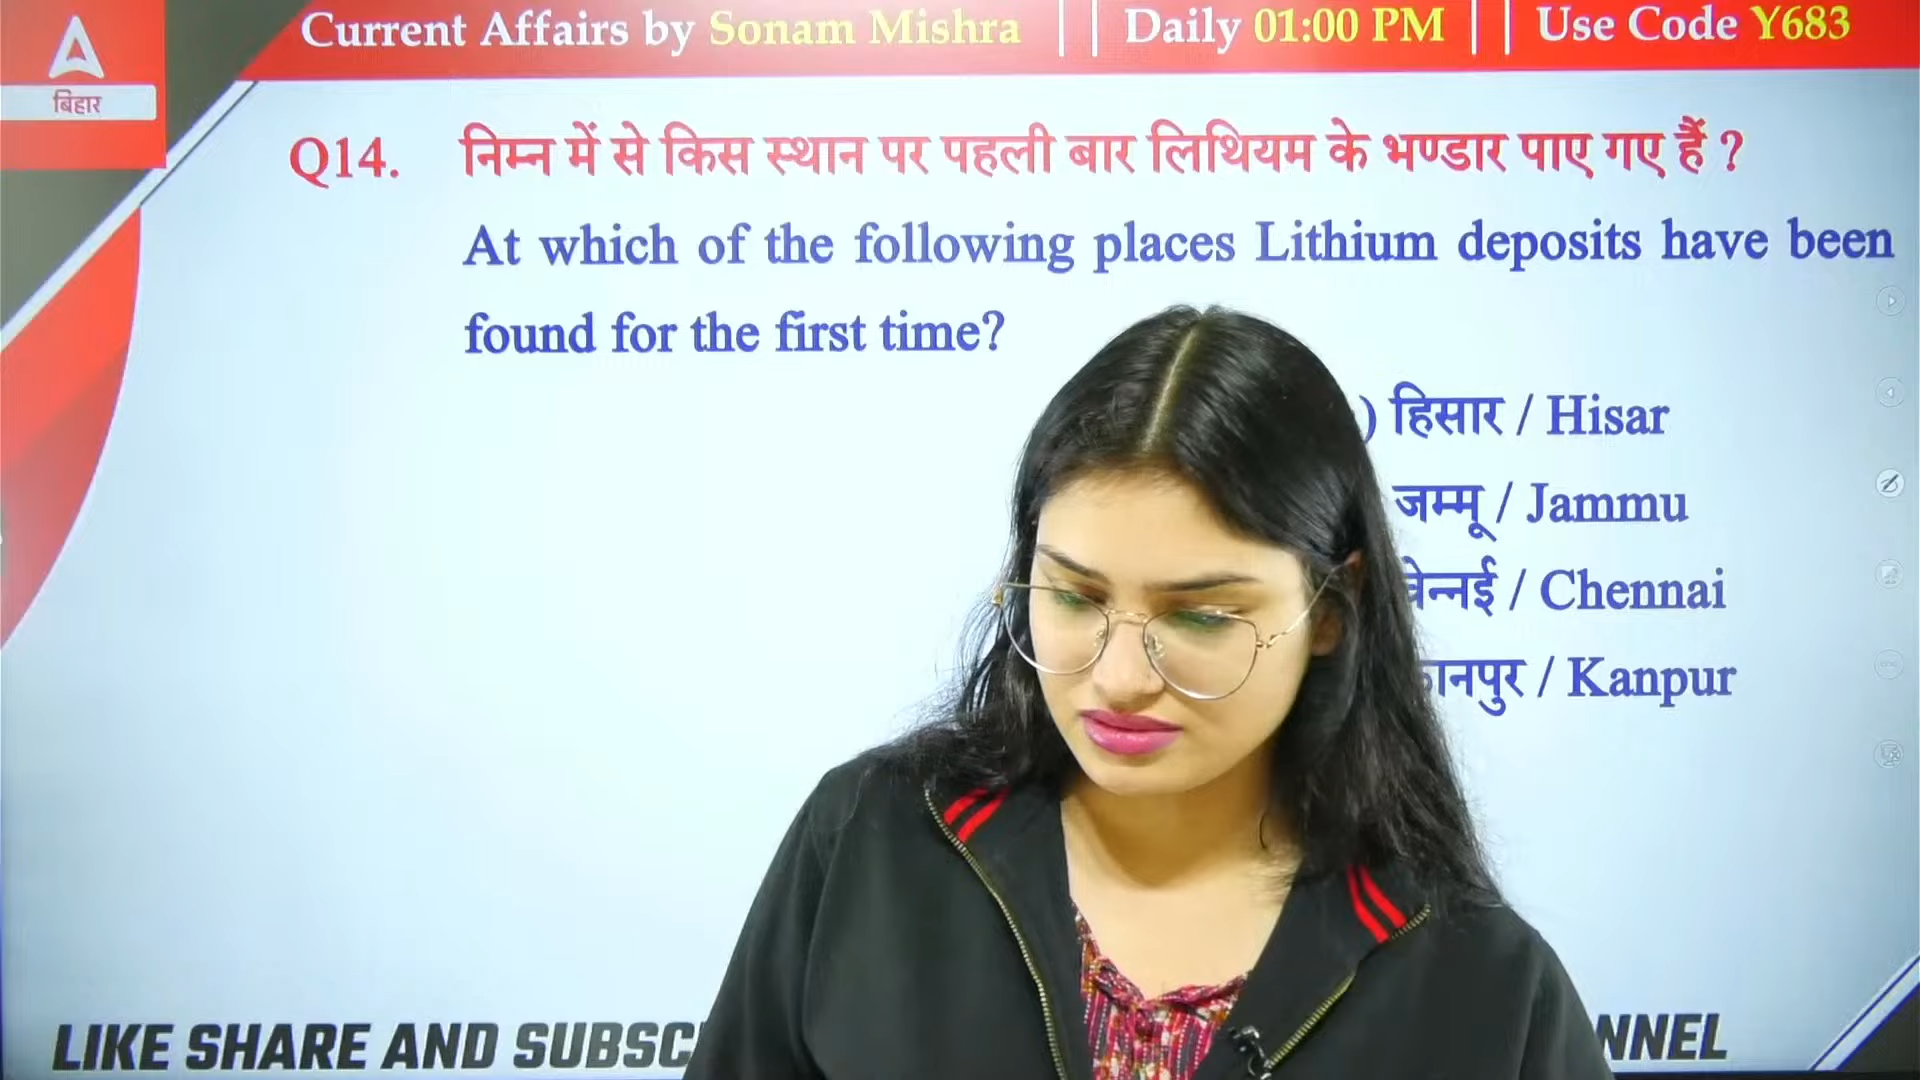 Current Affairs by Sonam Mishra || Daily 01:00 PM || Use Code Y683
बिहार
Q14. निम्न में से किस स्थान पर पहली बार लिथियम के भण्डार पाए गए हैं ?
At which of the following places Lithium deposits have been
found for the first time?
) हिसार / Hisar
जम्मू / Jammu
/ Chennai
/ Kanpur
LIKE SHARE AND